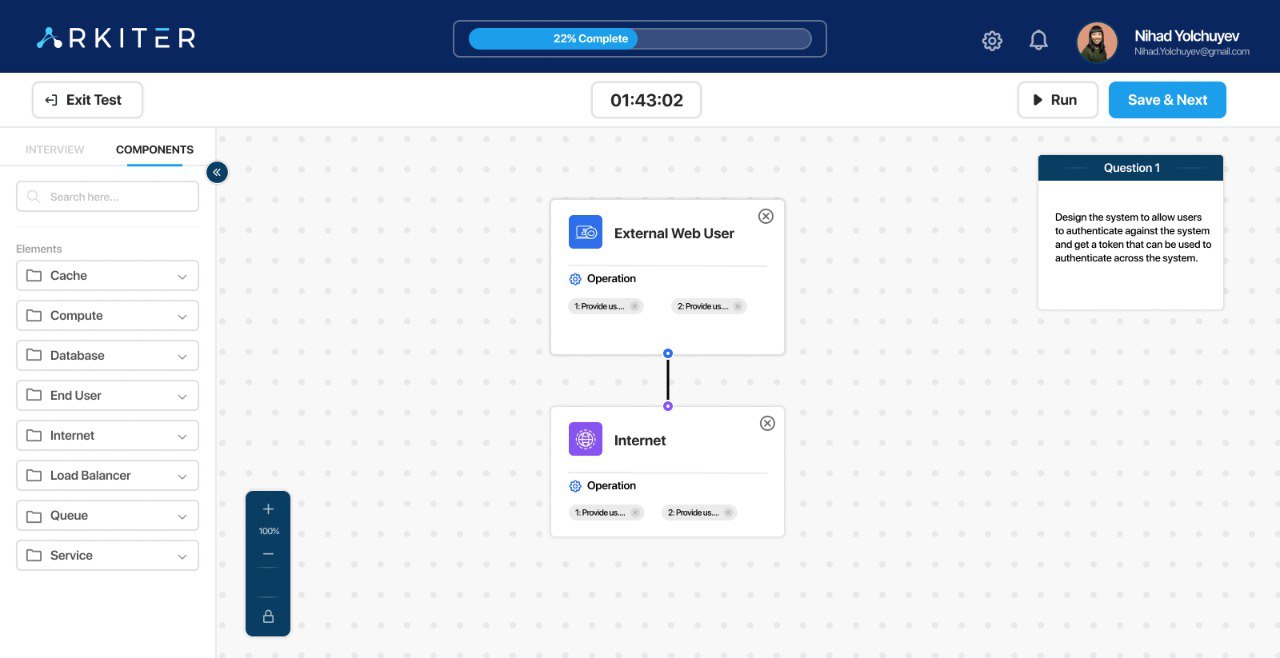 ARKITER
22% Complete
Nihad Yolchuyev
Nihad.Yolchuyev@gmail.com
Exit Test
01:43:02
Run
Save & Next
INTERVIEW
COMPONENTS
Search here...
Elements
Cache
Compute
Database
End User
Internet
Load Balancer
Queue
Service
100%
External Web User
Operation
1: Provide us....
2: Provide us....
Internet
Operation
1: Provide us....
2: Provide us....
Question 1
Design the system to allow users
to authenticate against the system
and get a token that can be used to
authenticate across the system.